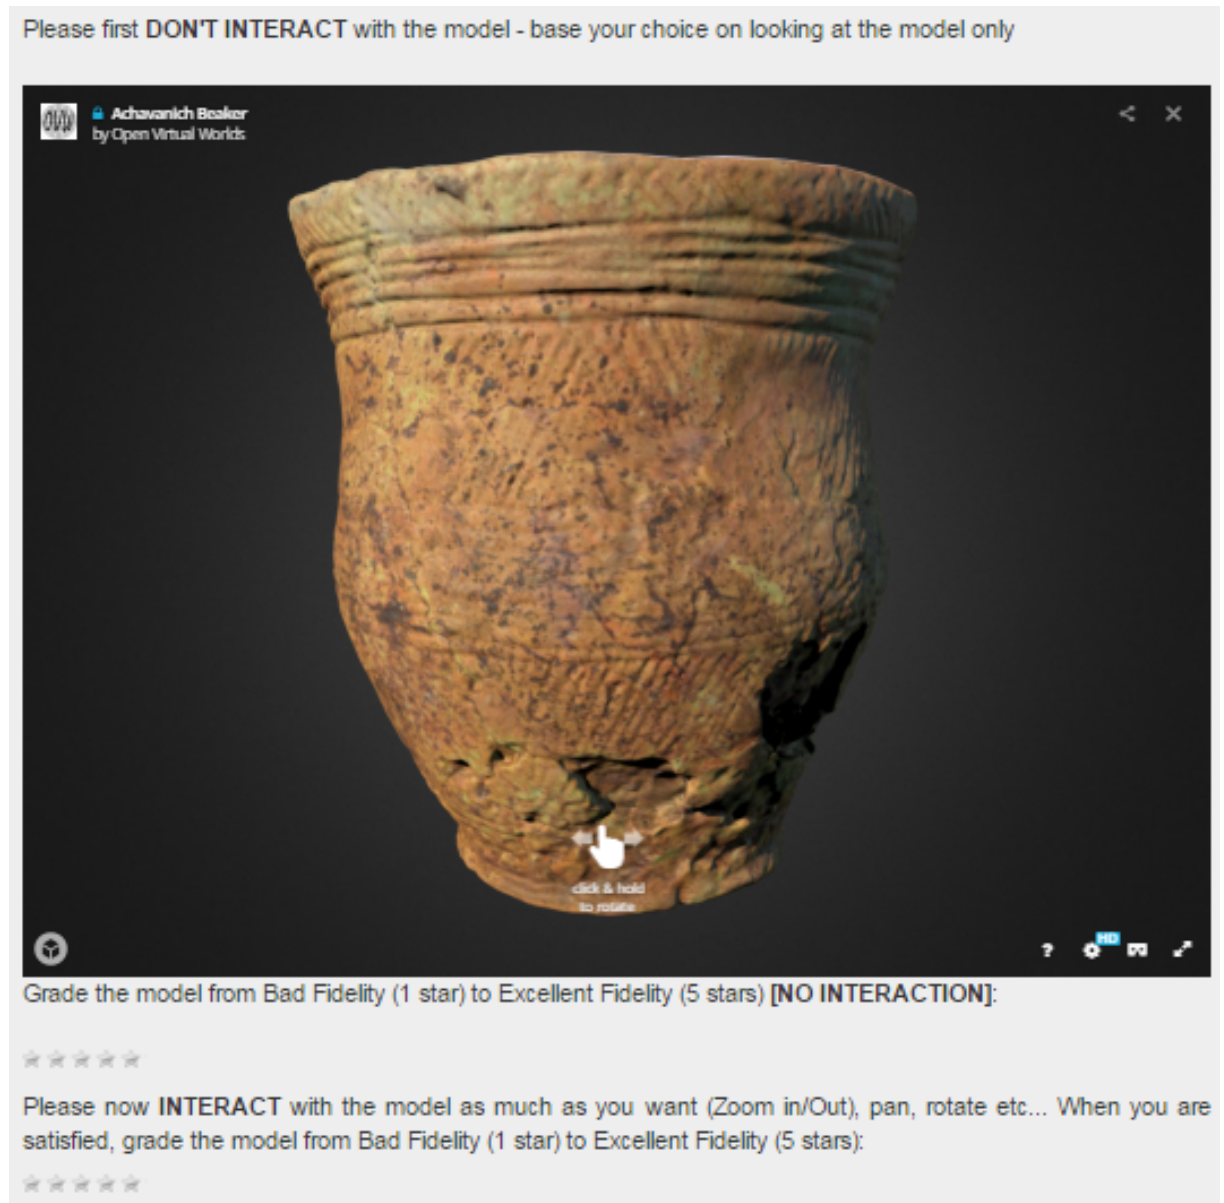 Please first DON'T INTERACT with the model - base your choice on looking at the model only
Achavanich Beaker
by Open Virtual Worlds
click & hold
to rotate
? HD
Grade the model from Bad Fidelity (1 star) to Excellent Fidelity (5 stars) [NO INTERACTION]:
Please now INTERACT with the model as much as you want (Zoom in/Out), pan, rotate etc... When you are
satisfied, grade the model from Bad Fidelity (1 star) to Excellent Fidelity (5 stars):